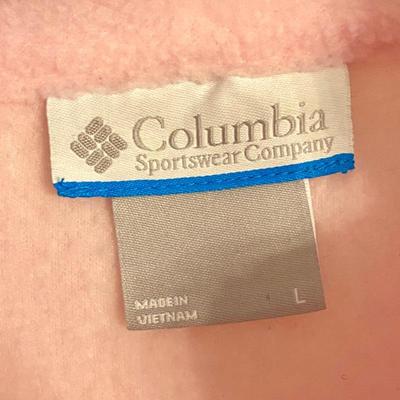 Columbia
Sportswear Company
MADE IN
VIETNAM
L